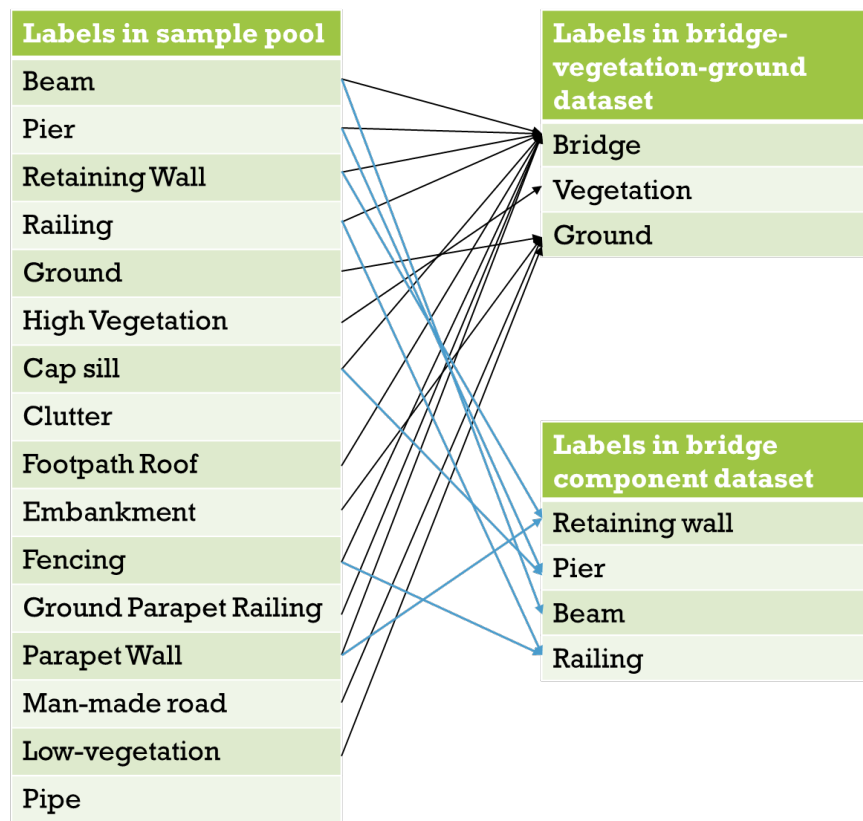 Labels in sample pool
Beam
Pier
Retaining Wall
Railing
Ground
High Vegetation
Cap sill
Clutter
Footpath Roof
Embankment
Fencing
Ground Parapet Railing
Parapet Wall
Man-made road
Low-vegetation
Pipe
Labels in bridge-
vegetation-ground
dataset
Bridge
Vegetation
Ground
Labels in bridge
component dataset
Retaining wall
Pier
Beam
Railing